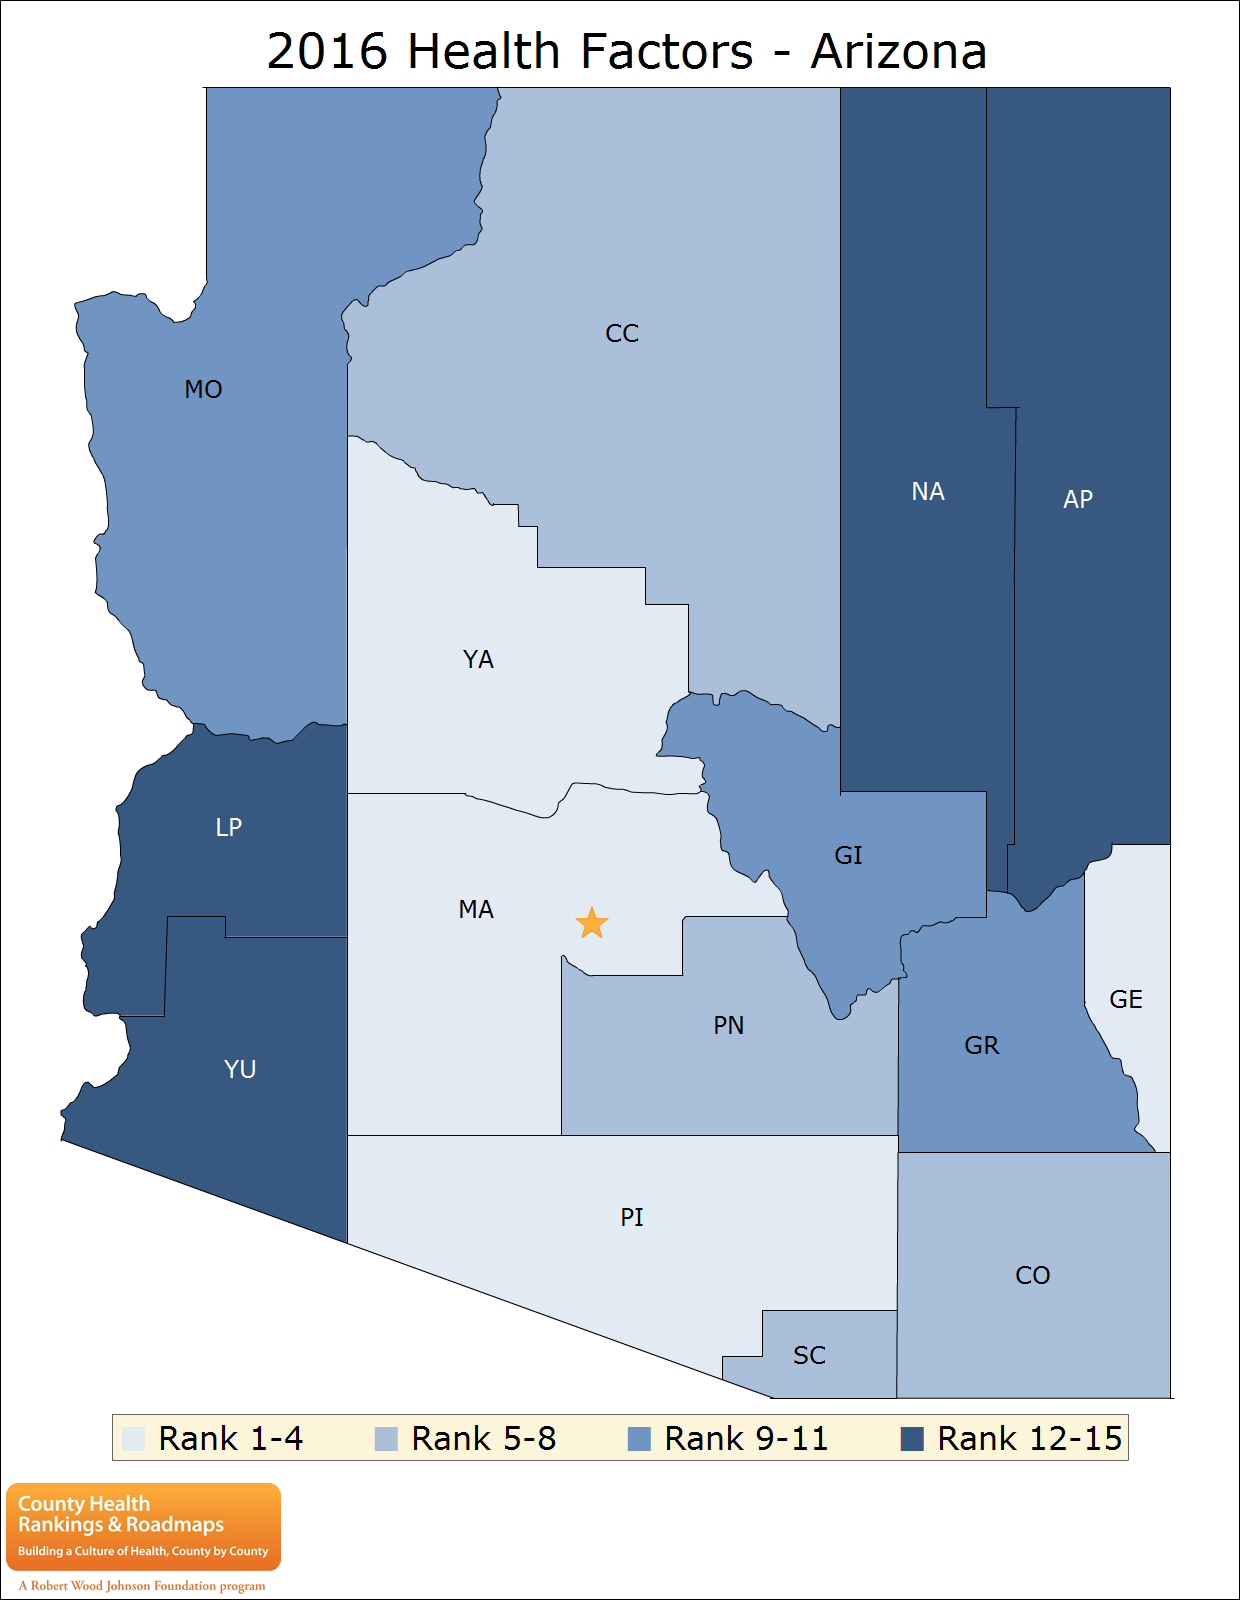 2016 Health Factors - Arizona
CC
MO
NA
AP
YA
LP
GI
MA
GE
PN
GR
YU
PI
CO
SC
Rank 1-4 Rank 5-8 Rank 9-11 Rank 12-15
County Health
Rankings & Roadmaps
Building a Culture of Health, County by County
A Robert Wood Johnson Foundation program